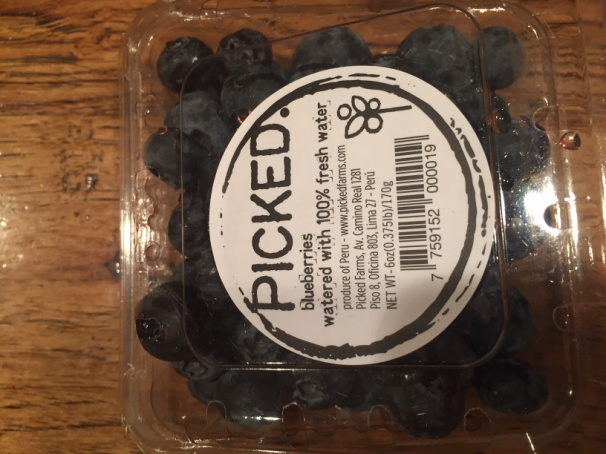 PICKED.
blueberries
watered with 100% fresh water
produce of Peru - www.pickedfarms.com
Picked Farms, Av. Camino Real 1281
Piso 8, Oficina 803, Lima 27 - Perú
NET WT- 6oz(0.375lb)/170g
7 759152 000019